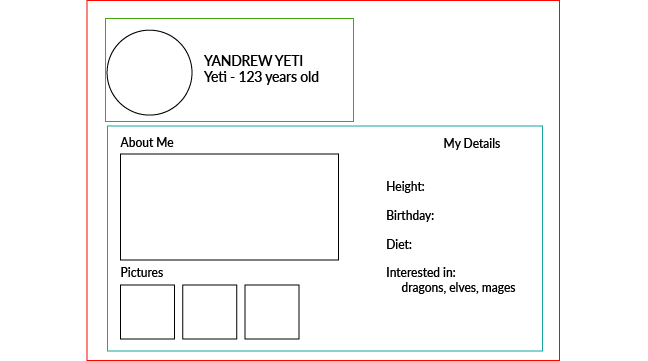 YANDREW YETI
Yeti - 123 years old
About Me
Pictures
My Details
Height:
Birthday:
Diet:
Interested in:
dragons, elves, mages